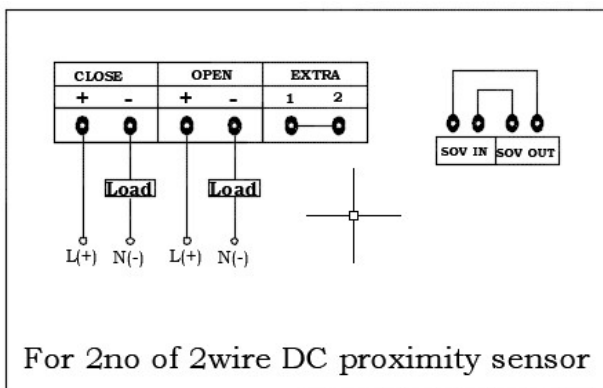 CLOSE OPEN EXTRA
+ - + - 1 2
SOV IN SOV OUT
Load Load
L(+) N(-) L(+) N(-)
For 2no of 2wire DC proximity sensor